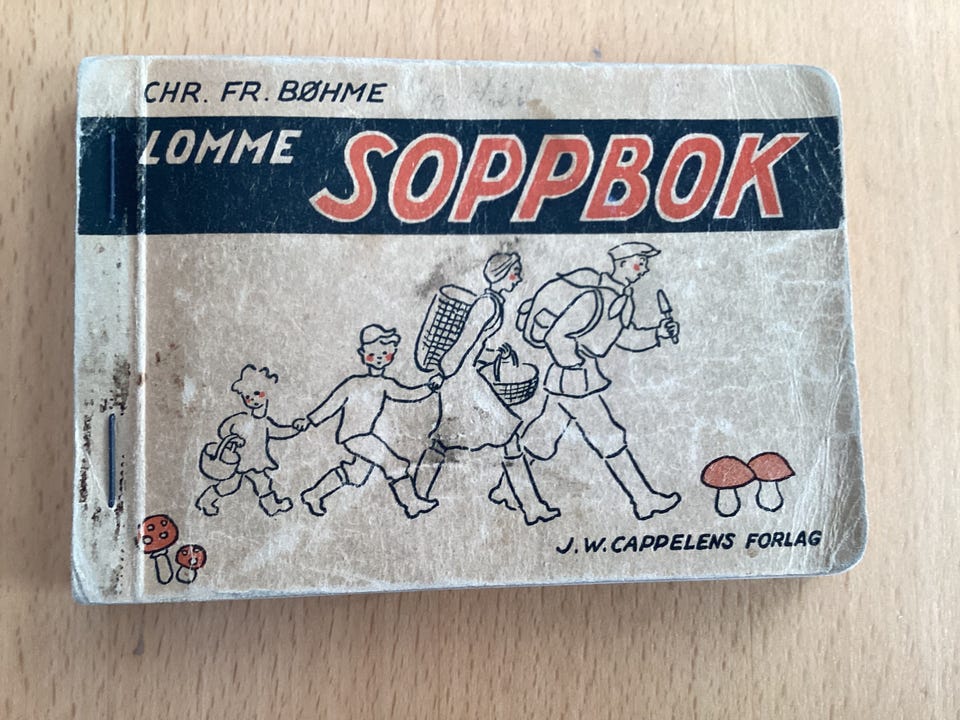 CHR. FR. BØHME
LOMME
SOPPBOK
J.W. CAPPELENS FORLAG